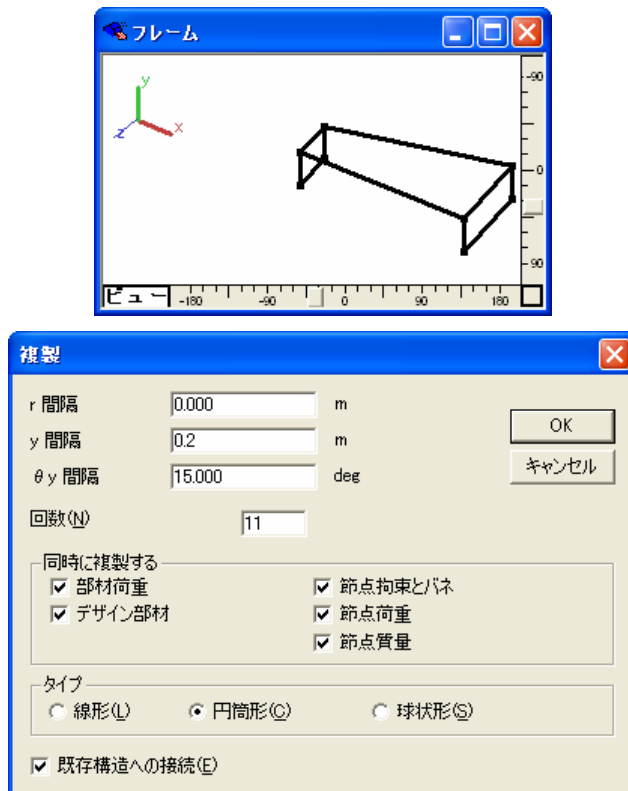 フレーム
y
x
z
-90
0
-90
ビュー
-180 -90 0 90 180
複製
r 間隔 0.000 m
y 間隔 0.2 m
θy 間隔 15.000 deg
OK
キャンセル
回数(N) 11
同時に複製する
部材荷重 節点拘束とバネ
デザイン部材 節点荷重
節点質量
タイプ
線形(L) 円筒形(C) 球状形(S)
既存構造への接続(E)